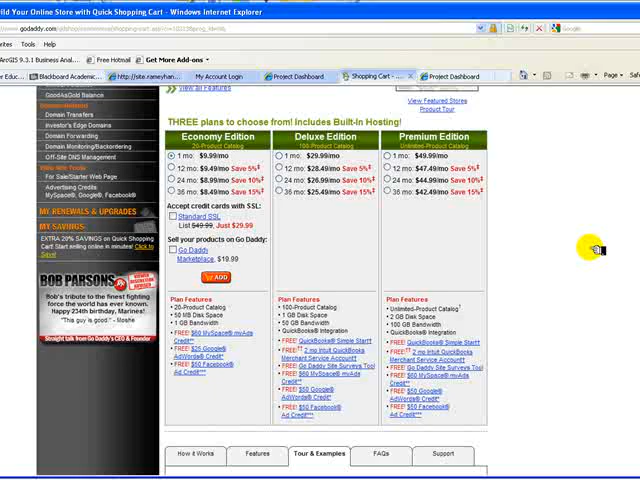 uild Your Online Store with Quick Shopping Cart - Windows Internet Explorer
www.godaddy.com
Google
orites Tools Help
ArcGIS 9.3.1 Business Anal... Free Hotmail Get More Add-ons
er Educ... Blackboard Academic... http://site.rameyhan... My Account Login Project Dashboard Shopping Cart - ... Project Dashboard Page Safe
GoodAsGold Balance
Domain Transfers
Investor's Edge Domains
Domain Forwarding
Domain Monitoring/Backordering
Off-Site DNS Management
For Sale/Starter Web Page
Advertising Credits
MySpace®, Google®, Facebook®
MY RENEWALS & UPGRADES
MY SAVINGS
EXTRA 20% SAVINGS on Quick Shopping
Cart! Start selling online in minutes! Click to
Save!
BOB PARSONS
Bob's tribute to the finest fighting
force the world has ever known.
Happy 234th birthday, Marines!
"This guy is good." - Moshe
Straight talk from Go Daddy's CEO & Founder
View all Features
View Featured Stores
Product Tour
THREE plans to choose from! Includes Built-In Hosting!
Economy Edition
20-Product Catalog
1 mo: $9.99/mo
12 mo: $9.49/mo Save 5%‡
24 mo: $8.99/mo Save 10%‡
36 mo: $8.49/mo Save 15%‡
Accept credit cards with SSL:
Standard SSL
List $49.99, Just $29.99
Sell your products on Go Daddy:
Go Daddy
Marketplace, $19.99
ADD
Plan Features
• 20-Product Catalog
• 50 MB Disk Space
• 1 GB Bandwidth
• FREE! $60 MySpace® myAds
Credit**
• FREE! $25 Google®
AdWords® Credit*
• FREE! $50 Facebook®
Ad Credit***
Deluxe Edition
100-Product Catalog
1 mo: $29.99/mo
12 mo: $28.49/mo Save 5%‡
24 mo: $26.99/mo Save 10%‡
36 mo: $25.49/mo Save 15%‡
Plan Features
• 100-Product Catalog
• 1 GB Disk Space
• 50 GB Bandwidth
• QuickBooks® Integration
• FREE! QuickBooks® Simple Start‡
• FREE!†† 2 mo Intuit QuickBooks
Merchant Service Account††
• FREE! Go Daddy Site Surveys Tool
• FREE! $60 MySpace® myAds
Credit**
• FREE! $50 Google®
AdWords® Credit*
• FREE! $50 Facebook®
Ad Credit***
Premium Edition
Unlimited-Product Catalog
1 mo: $49.99/mo
12 mo: $47.49/mo Save 5%‡
24 mo: $44.99/mo Save 10%‡
36 mo: $42.49/mo Save 15%‡
Plan Features
• Unlimited-Product Catalog†
• 2 GB Disk Space
• 100 GB Bandwidth
• QuickBooks® Integration
• FREE! QuickBooks® Simple Start‡
• FREE!†† 2 mo Intuit QuickBooks
Merchant Service Account††
• FREE! Go Daddy Site Surveys Tool
• FREE! $60 MySpace® myAds
Credit**
• FREE! $50 Google®
AdWords® Credit*
• FREE! $50 Facebook®
Ad Credit***
How it Works Features Tour & Examples FAQs Support